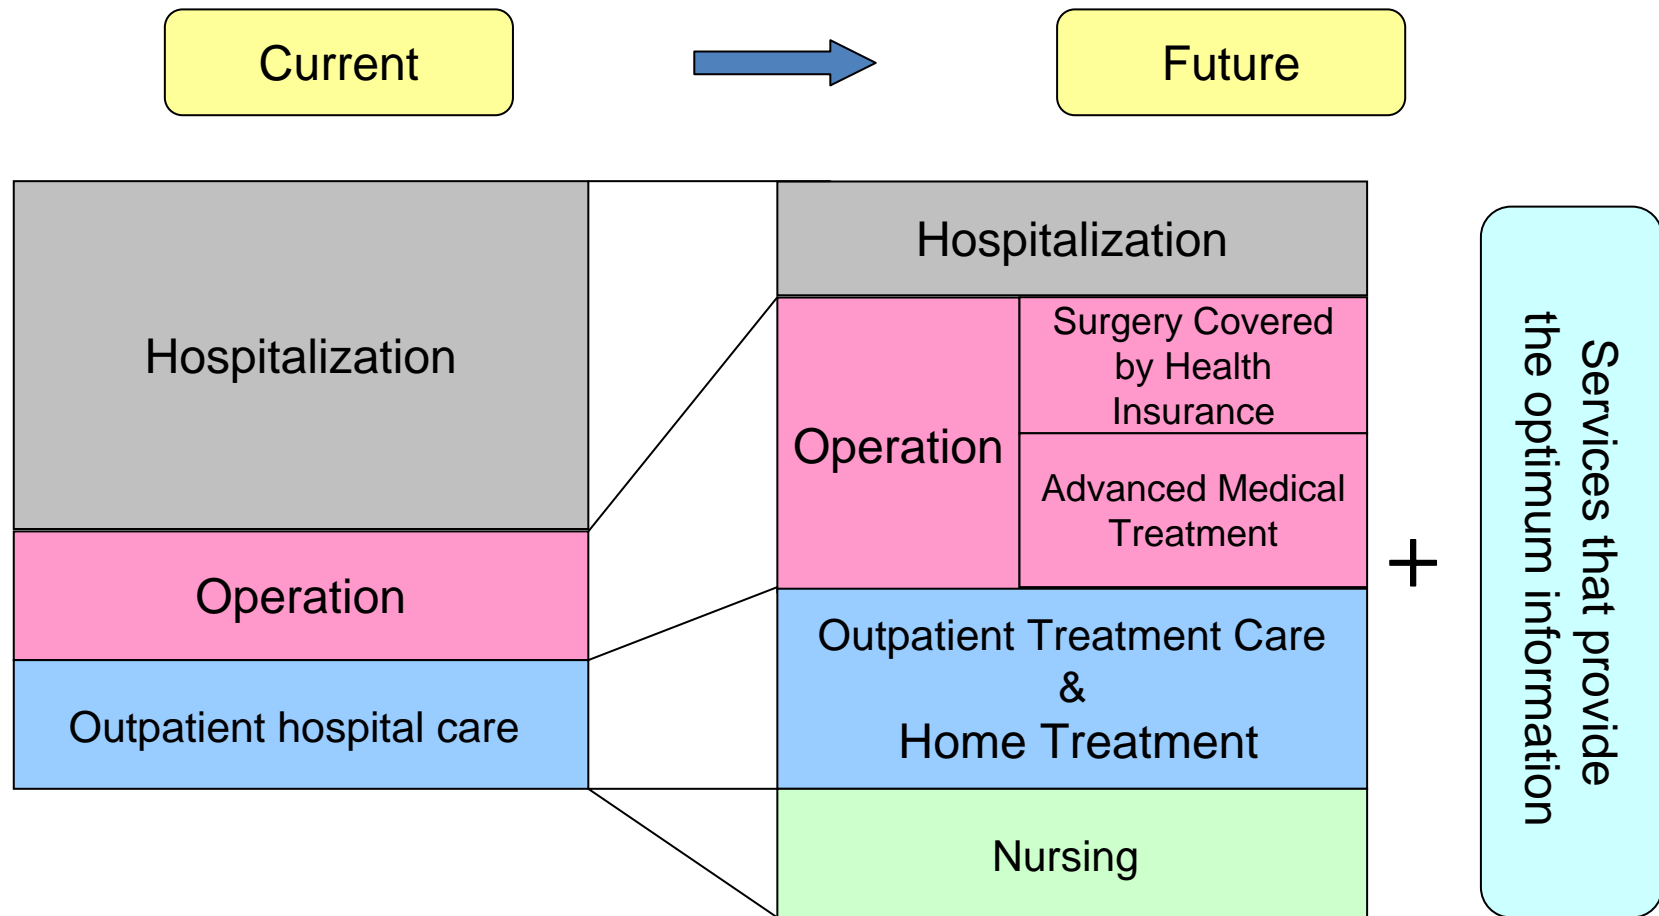 Current
Future
Hospitalization
Operation
Outpatient hospital care
Hospitalization
Operation
Surgery Covered
by Health
Insurance
Advanced Medical
Treatment
Outpatient Treatment Care
&
Home Treatment
Nursing
+
Services that provide
the optimum information